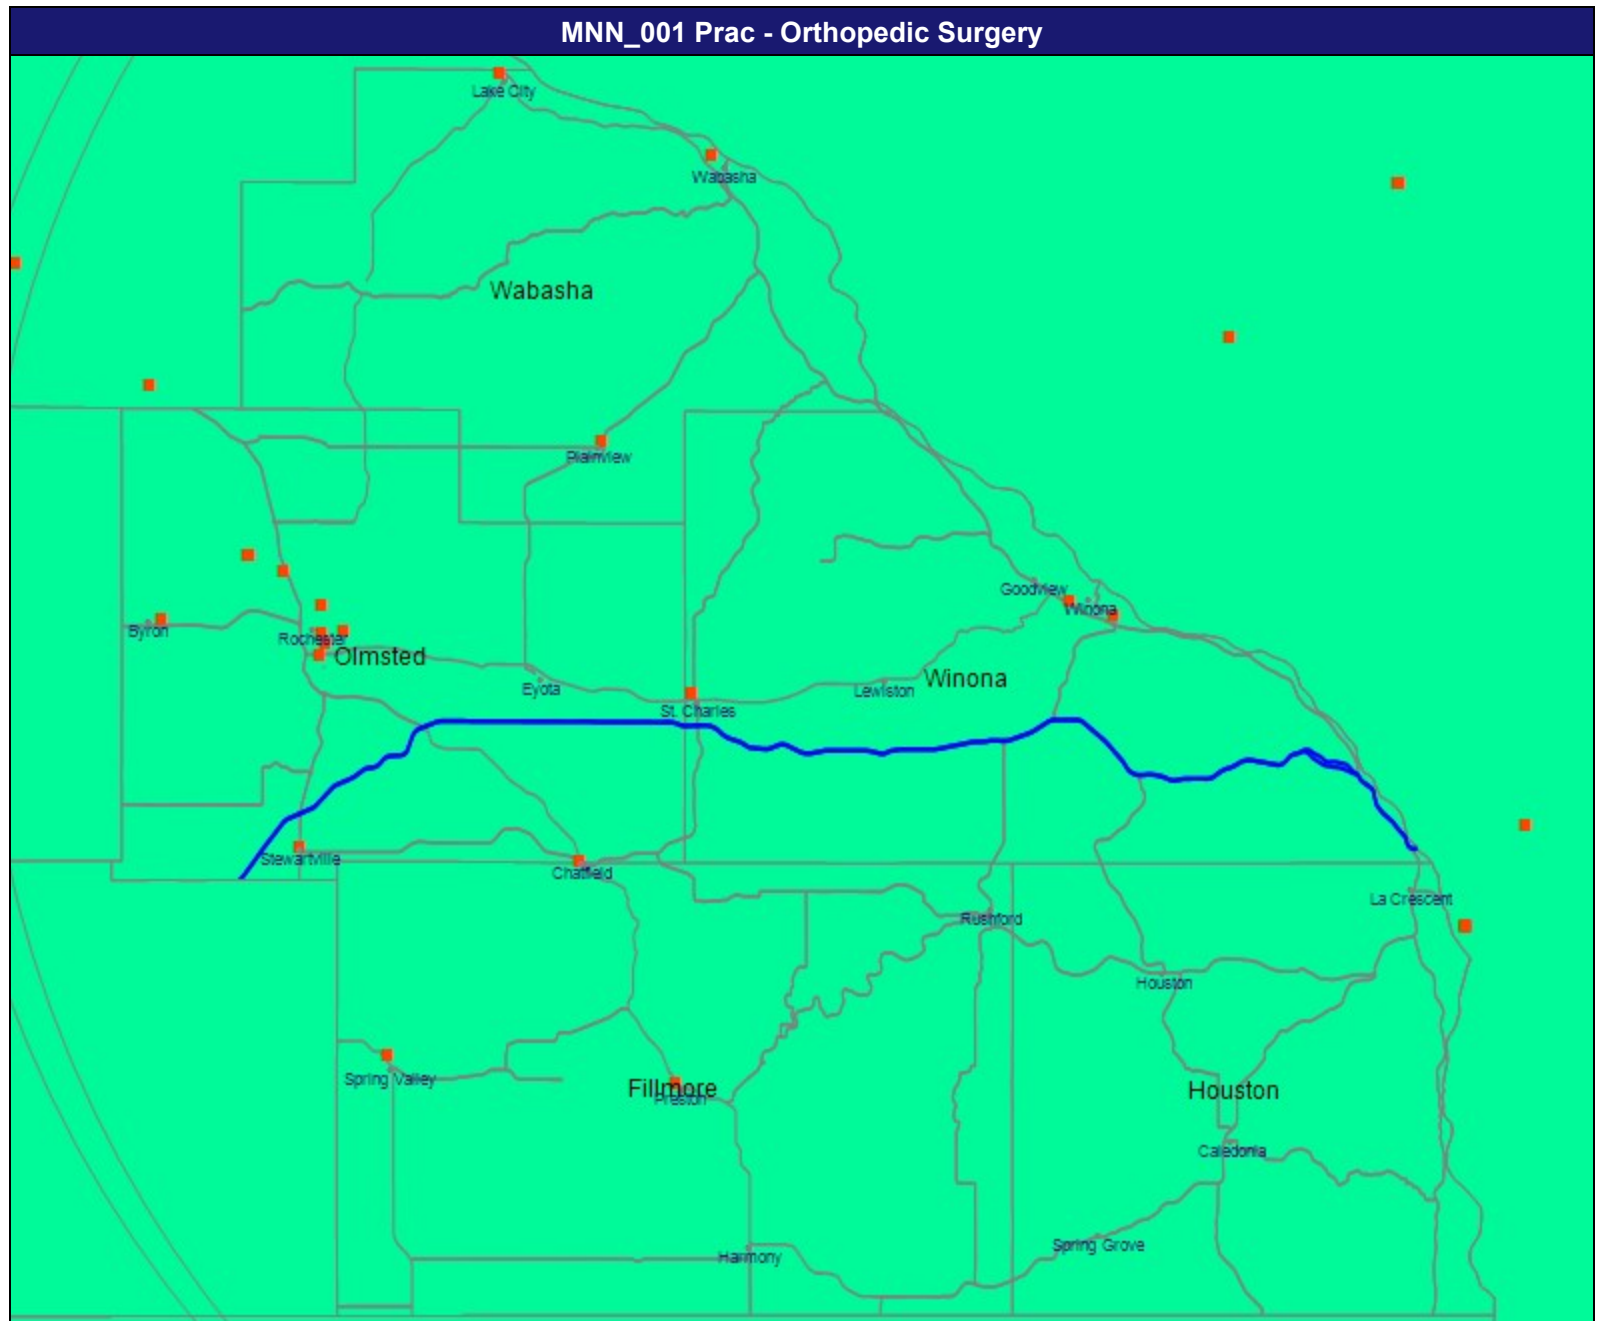 MNN_001 Prac - Orthopedic Surgery
Lake City
Wabasha
Wabasha
Plainview
Goodview
Winona
Byron
Rochester
Olmsted
Eyota
Lewiston
Winona
St. Charles
Stewartville
Chatfield
La Crescent
Rushford
Houston
Spring Valley
Fillmore
Preston
Houston
Caledonia
Harmony
Spring Grove